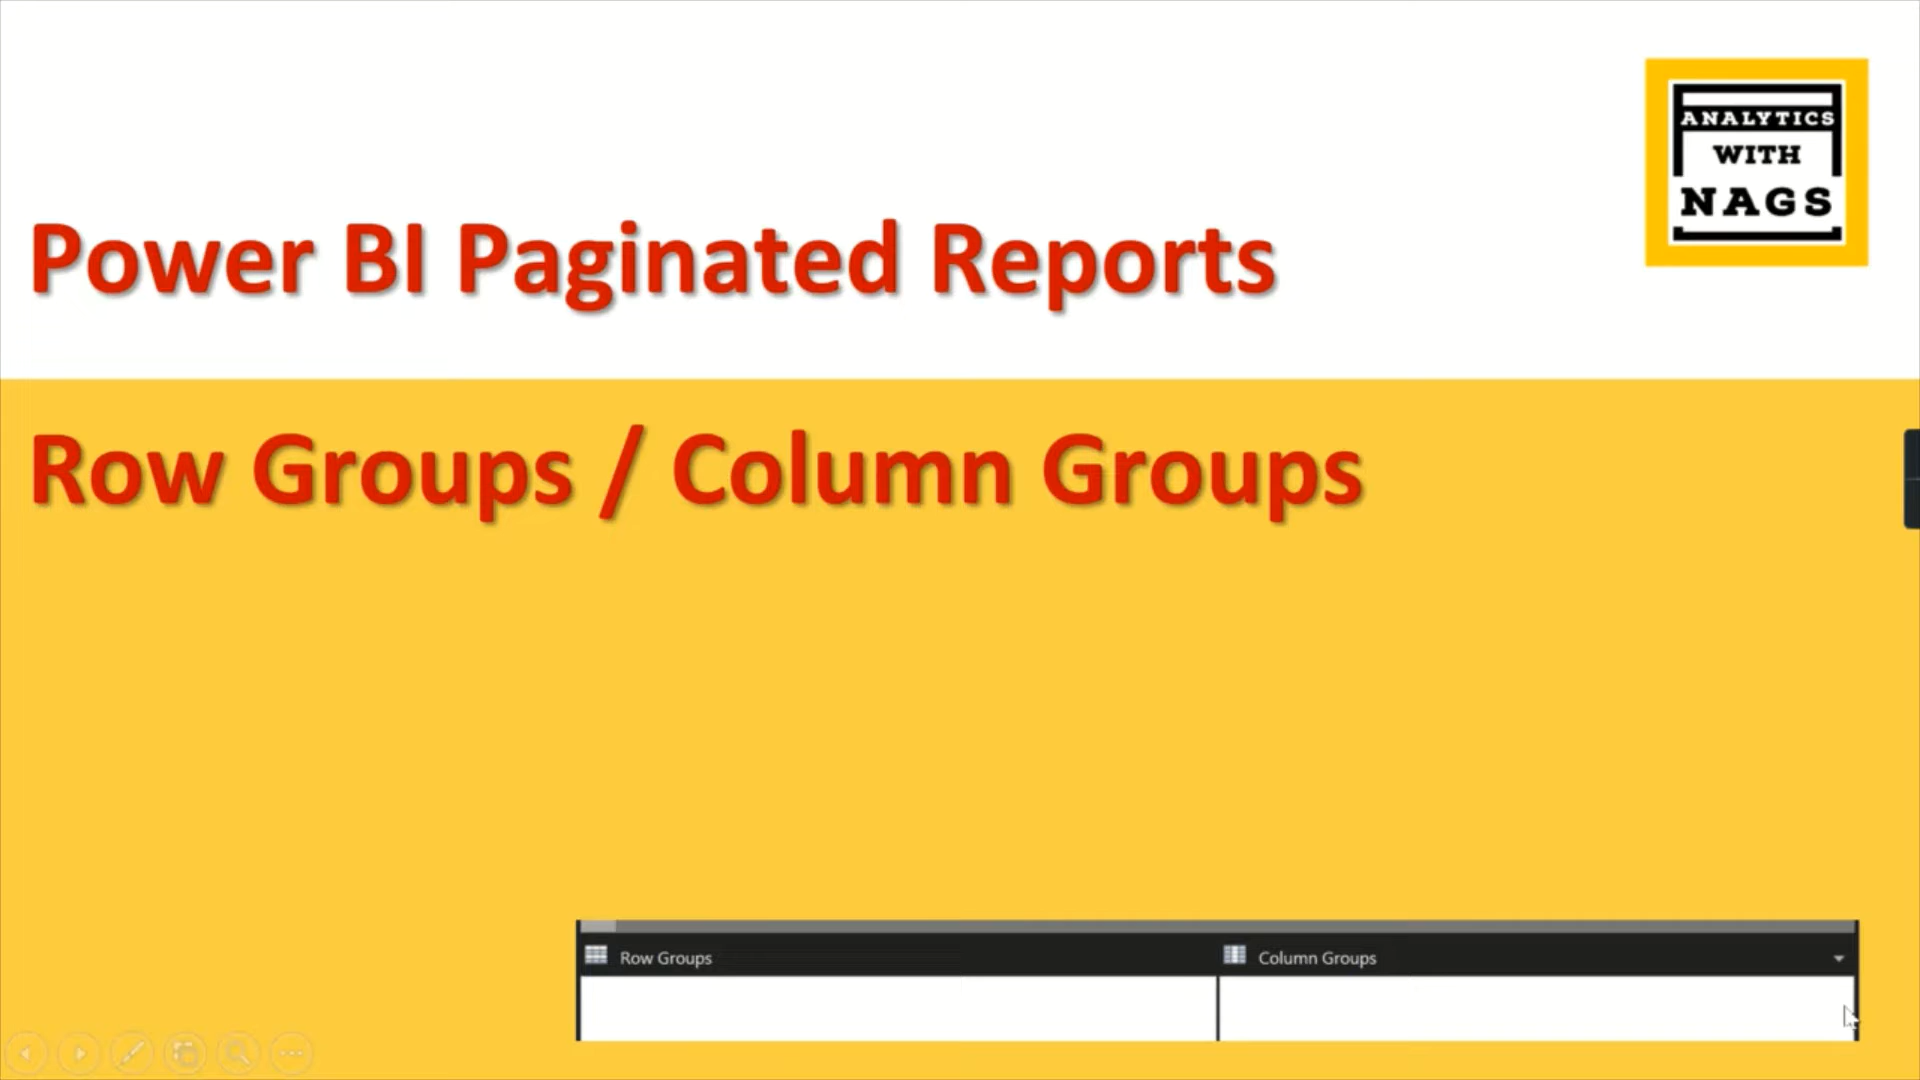 ANALYTICS
WITH
NAGS
Power BI Paginated Reports
Row Groups / Column Groups
Row Groups
Column Groups